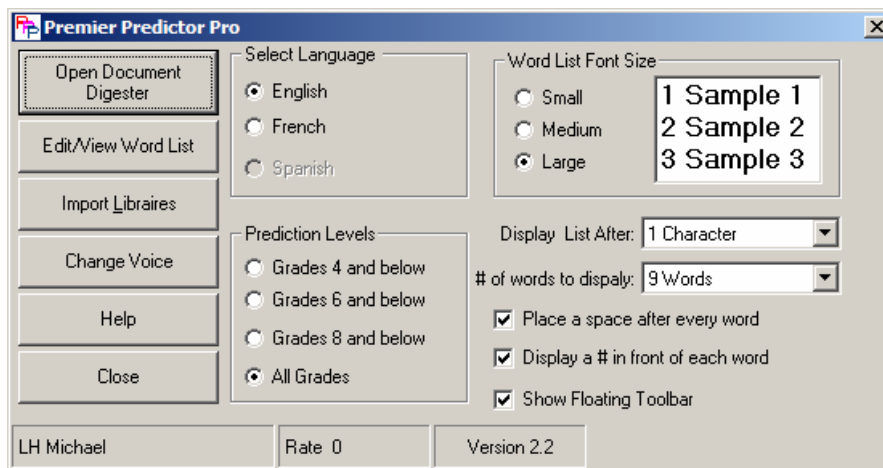 Premier Predictor Pro
Open Document
Digester
Edit/View Word List
Import Libraires
Change Voice
Help
Close
Select Language
English
French
Spanish
Prediction Levels
Grades 4 and below
Grades 6 and below
Grades 8 and below
All Grades
Word List Font Size
Small
Medium
Large
1 Sample 1
2 Sample 2
3 Sample 3
Display List After: 1 Character
# of words to dispaly: 9 Words
Place a space after every word
Display a # in front of each word
Show Floating Toolbar
LH Michael
Rate 0
Version 2.2